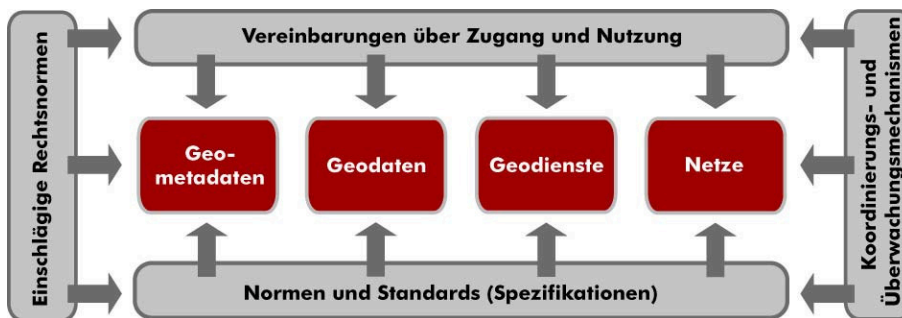 Einschlägige Rechtsnormen
Vereinbarungen über Zugang und Nutzung
Geo-
metadaten
Geodaten
Geodienste
Netze
Normen und Standards (Spezifikationen)
Koordinierungs- und
Überwachungsmechanismen